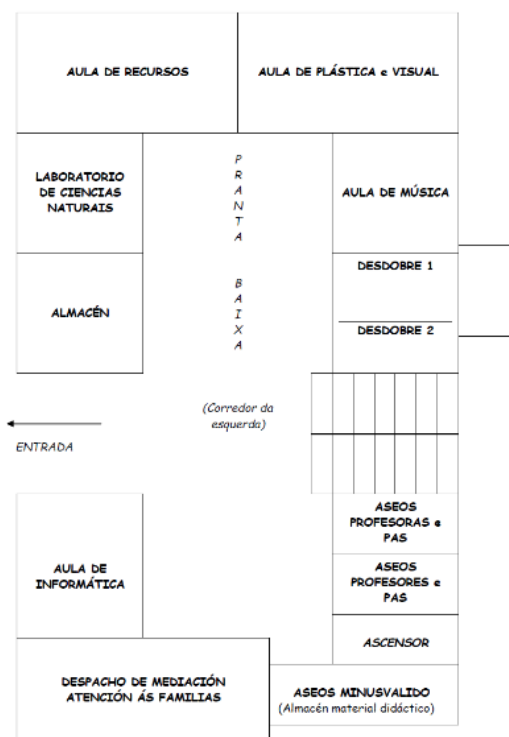 AULA DE RECURSOS
AULA DE PLÁSTICA e VISUAL
LABORATORIO
DE CIENCIAS
NATURAIS
PRANTA
BAIXA
AULA DE MÚSICA
DESDOBRE 1
ALMACÉN
DESDOBRE 2
(Corredor da
esquerda)
ENTRADA
ASEOS
PROFESORAS e
PAS
AULA DE
INFORMÁTICA
ASEOS
PROFESORES e
PAS
ASCENSOR
DESPACHO DE MEDIACIÓN
ATENCIÓN ÁS FAMILIAS
ASEOS MINUSVALIDO
(Almacén material didáctico)